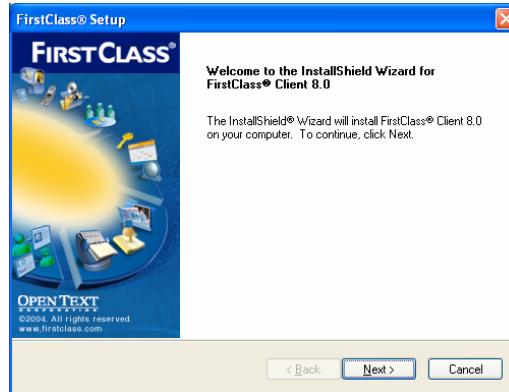 FirstClass® Setup
FIRSTCLASS®
Welcome to the InstallShield Wizard for
FirstClass® Client 8.0
The InstallShield® Wizard will install FirstClass® Client 8.0
on your computer. To continue, click Next.
OPEN TEXT
CORPORATION
©2004. All rights reserved.
www.firstclass.com
< Back
Next >
Cancel